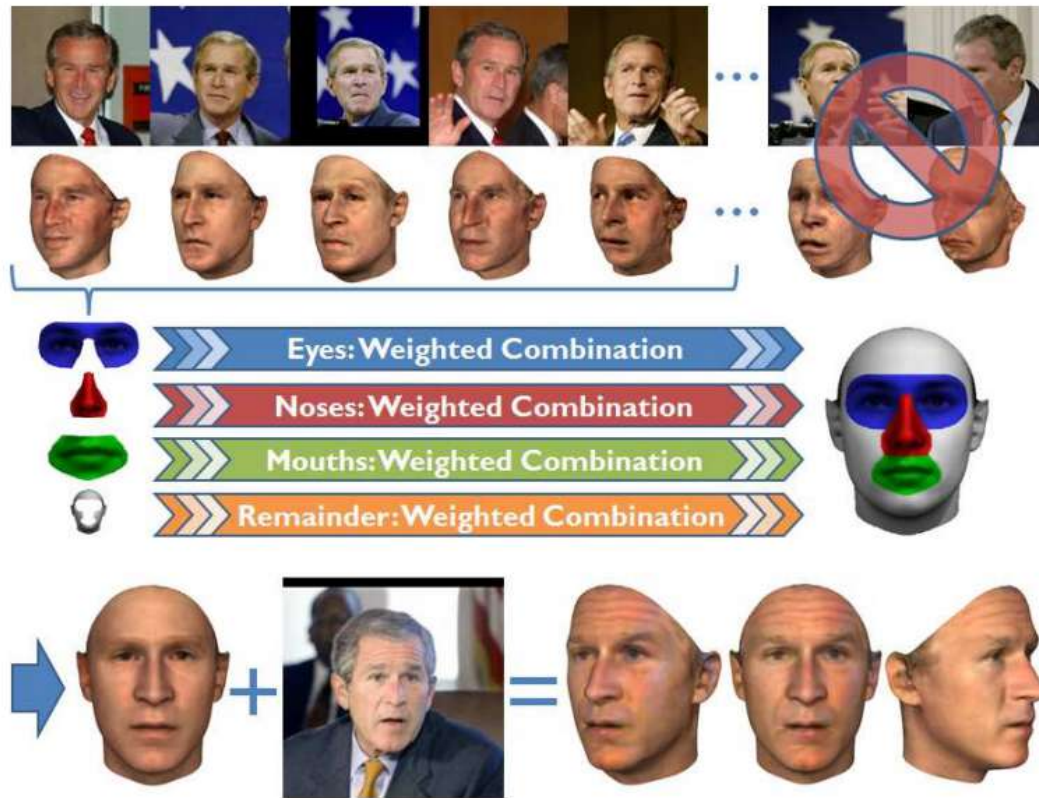 Eyes: Weighted Combination
Noses: Weighted Combination
Mouths: Weighted Combination
Remainder: Weighted Combination